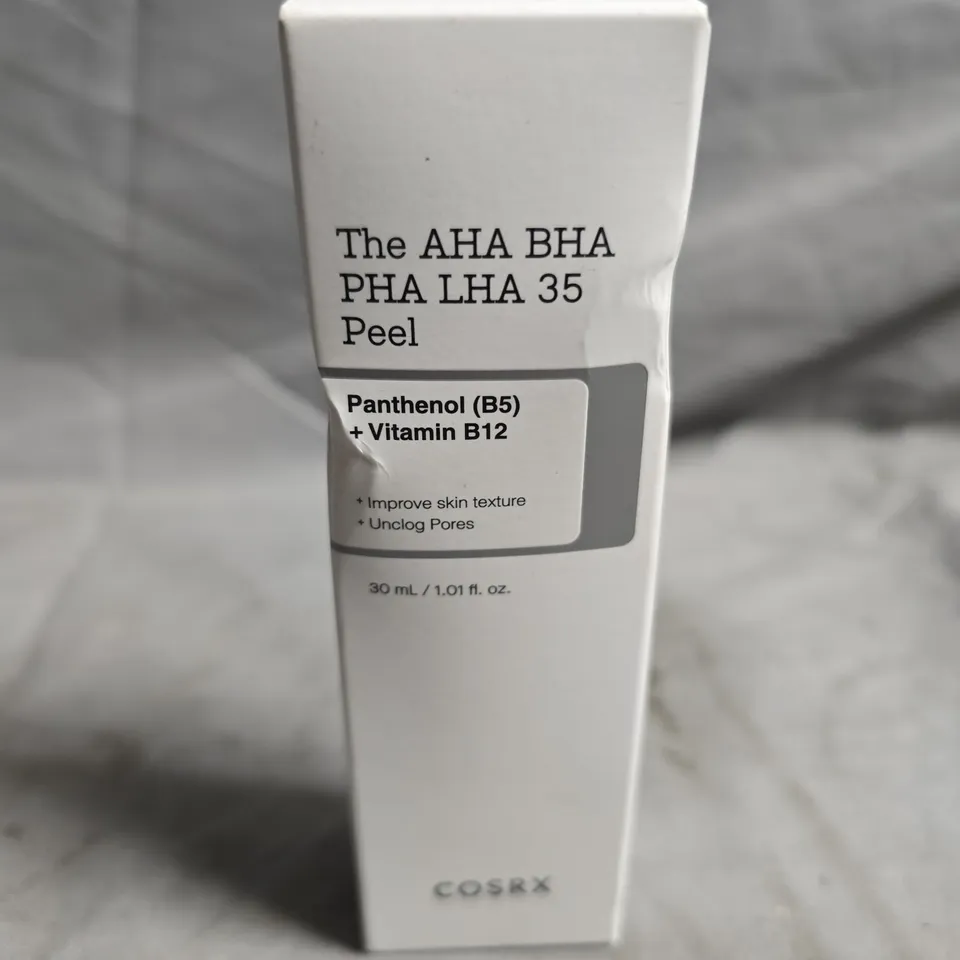 The AHA BHA
PHA LHA 35
Peel
Panthenol (B5)
+ Vitamin B12
+ Improve skin texture
+ Unclog Pores
30 mL / 1.01 fl. oz.
COSRX